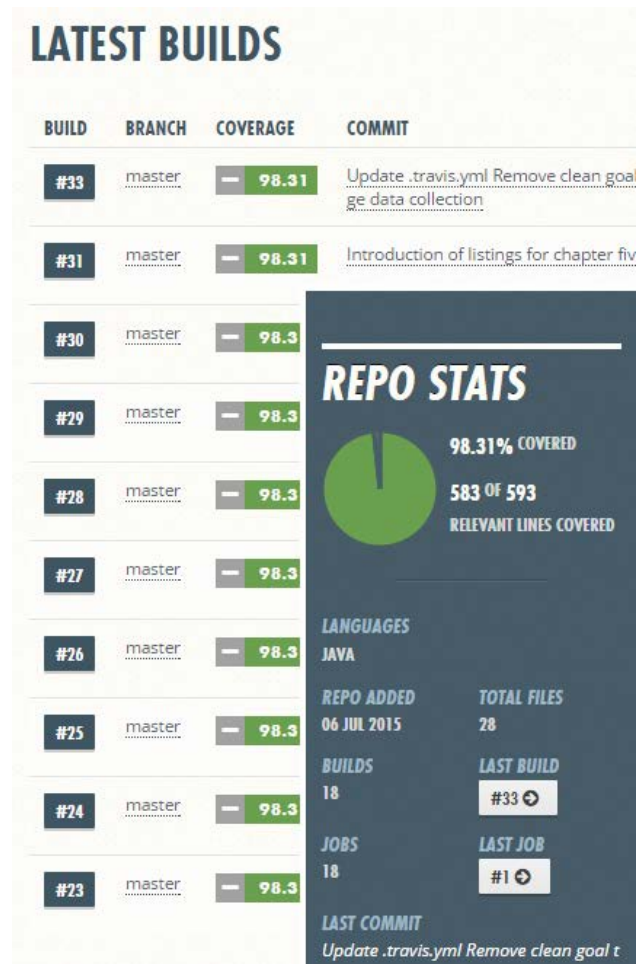 LATEST BUILDS
BUILD BRANCH COVERAGE COMMIT
#33 master 98.31 Update .travis.yml Remove clean goal
ge data collection
#31 master 98.31 Introduction of listings for chapter fiv
#30 master 98.3
#29 master 98.3
#28 master 98.3
#27 master 98.3
#26 master 98.3
#25 master 98.3
#24 master 98.3
#23 master 98.3
REPO STATS
98.31% COVERED
583 OF 593
RELEVANT LINES COVERED
LANGUAGES
JAVA
REPO ADDED TOTAL FILES
06 JUL 2015 28
BUILDS LAST BUILD
18 #33
JOBS LAST JOB
18 #1
LAST COMMIT
Update .travis.yml Remove clean goal t